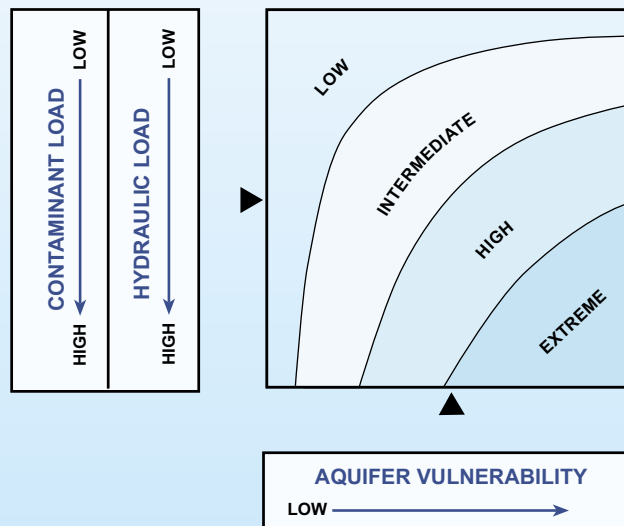 LOW
CONTAMINANT LOAD
HIGH
LOW
HYDRAULIC LOAD
HIGH
LOW
INTERMEDIATE
HIGH
EXTREME
AQUIFER VULNERABILITY
LOW